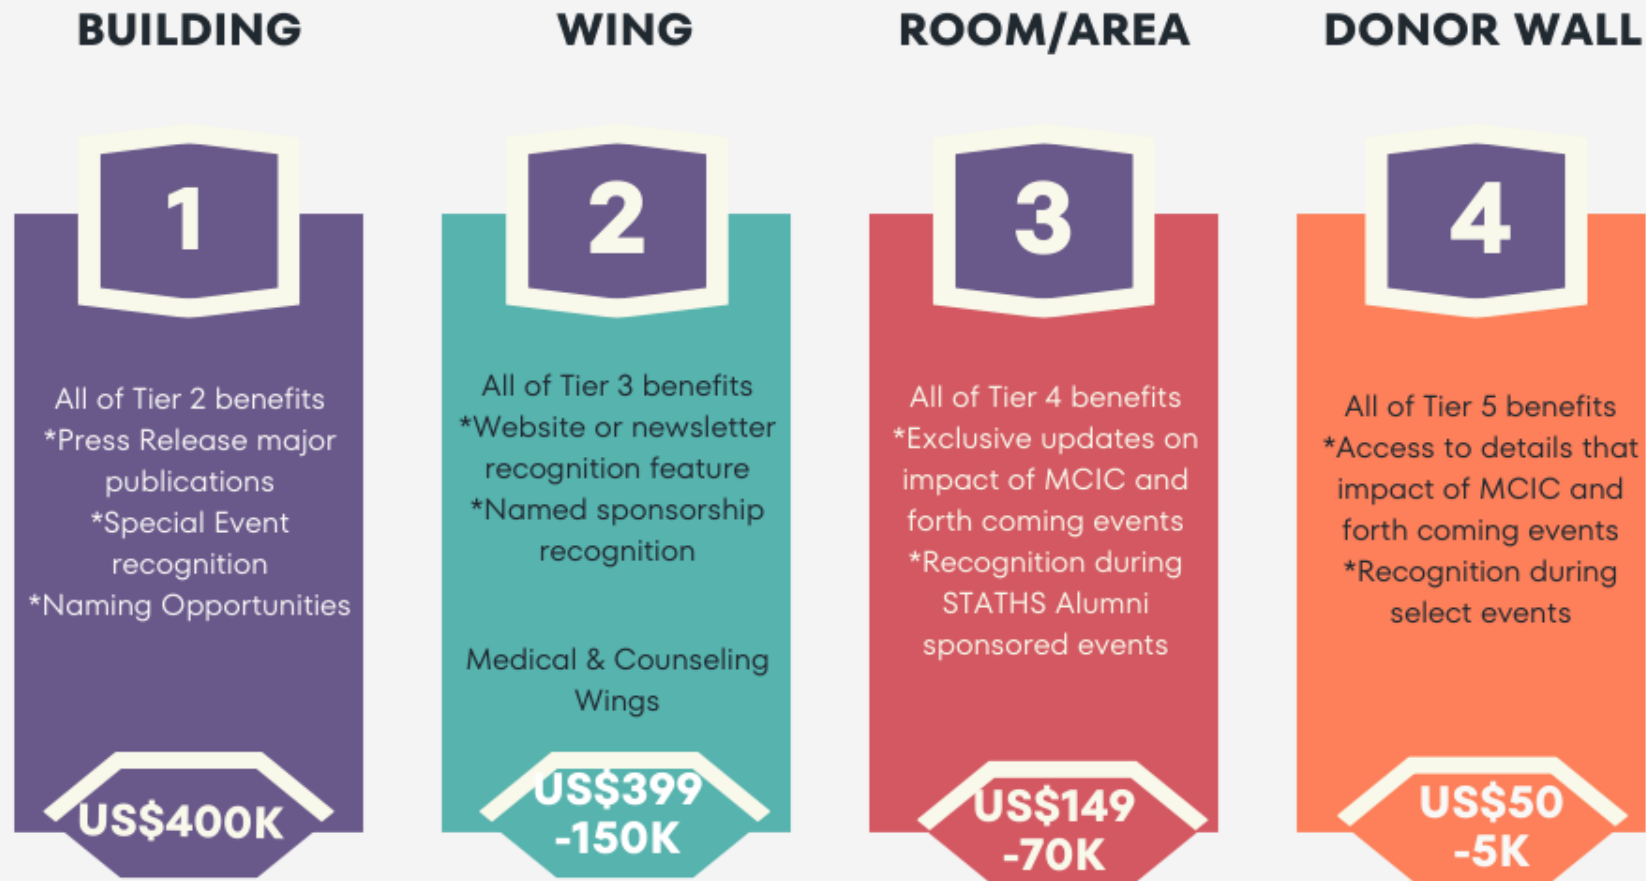 BUILDING
1
All of Tier 2 benefits
*Press Release major
publications
*Special Event
recognition
*Naming Opportunities
US$400K
WING
2
All of Tier 3 benefits
*Website or newsletter
recognition feature
*Named sponsorship
recognition
Medical & Counseling
Wings
US$399
-150K
ROOM/AREA
3
All of Tier 4 benefits
*Exclusive updates on
impact of MCIC and
forth coming events
*Recognition during
STATHS Alumni
sponsored events
US$149
-70K
DONOR WALL
4
All of Tier 5 benefits
*Access to details that
impact of MCIC and
forth coming events
*Recognition during
select events
US$50
-5K